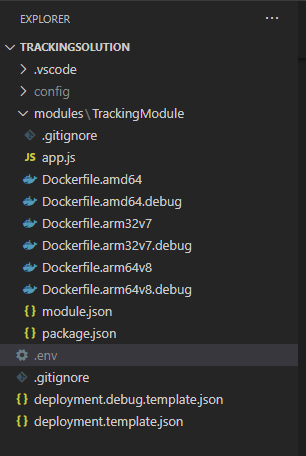 EXPLORER ...
TRACKINGSOLUTION
.vscode
config
modules\TrackingModule
.gitignore
JS app.js
Dockerfile.amd64
Dockerfile.amd64.debug
Dockerfile.arm32v7
Dockerfile.arm32v7.debug
Dockerfile.arm64v8
Dockerfile.arm64v8.debug
{} module.json
{} package.json
.env
.gitignore
{} deployment.debug.template.json
{} deployment.template.json